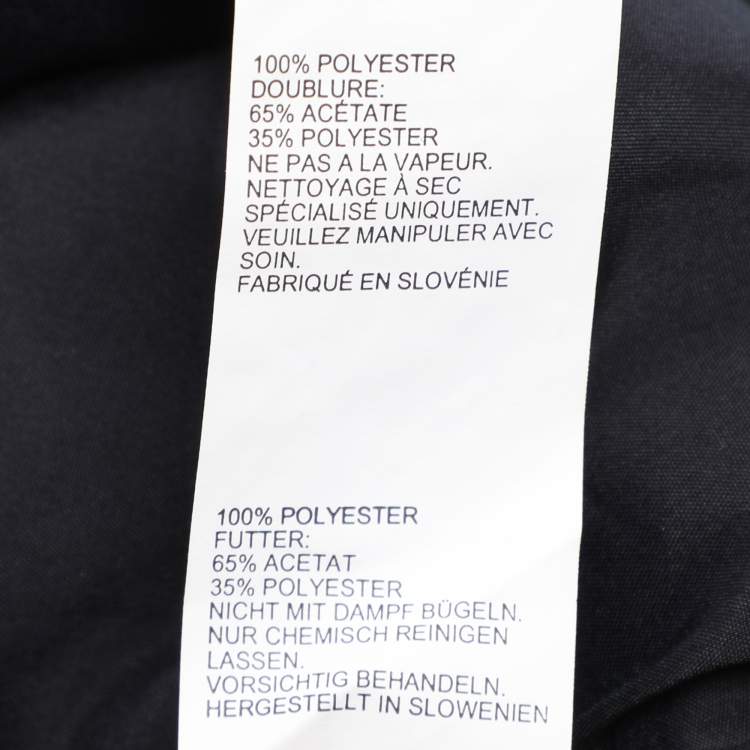 100% POLYESTER
DOUBLURE:
65% ACÉTATE
35% POLYESTER
NE PAS A LA VAPEUR.
NETTOYAGE À SEC
SPÉCIALISÉ UNIQUEMENT.
VEUILLEZ MANIPULER AVEC
SOIN.
FABRIQUÉ EN SLOVÉNIE
100% POLYESTER
FUTTER:
65% ACETAT
35% POLYESTER
NICHT MIT DAMPF BÜGELN.
NUR CHEMISCH REINIGEN
LASSEN.
VORSICHTIG BEHANDELN.
HERGESTELLT IN SLOWENIEN